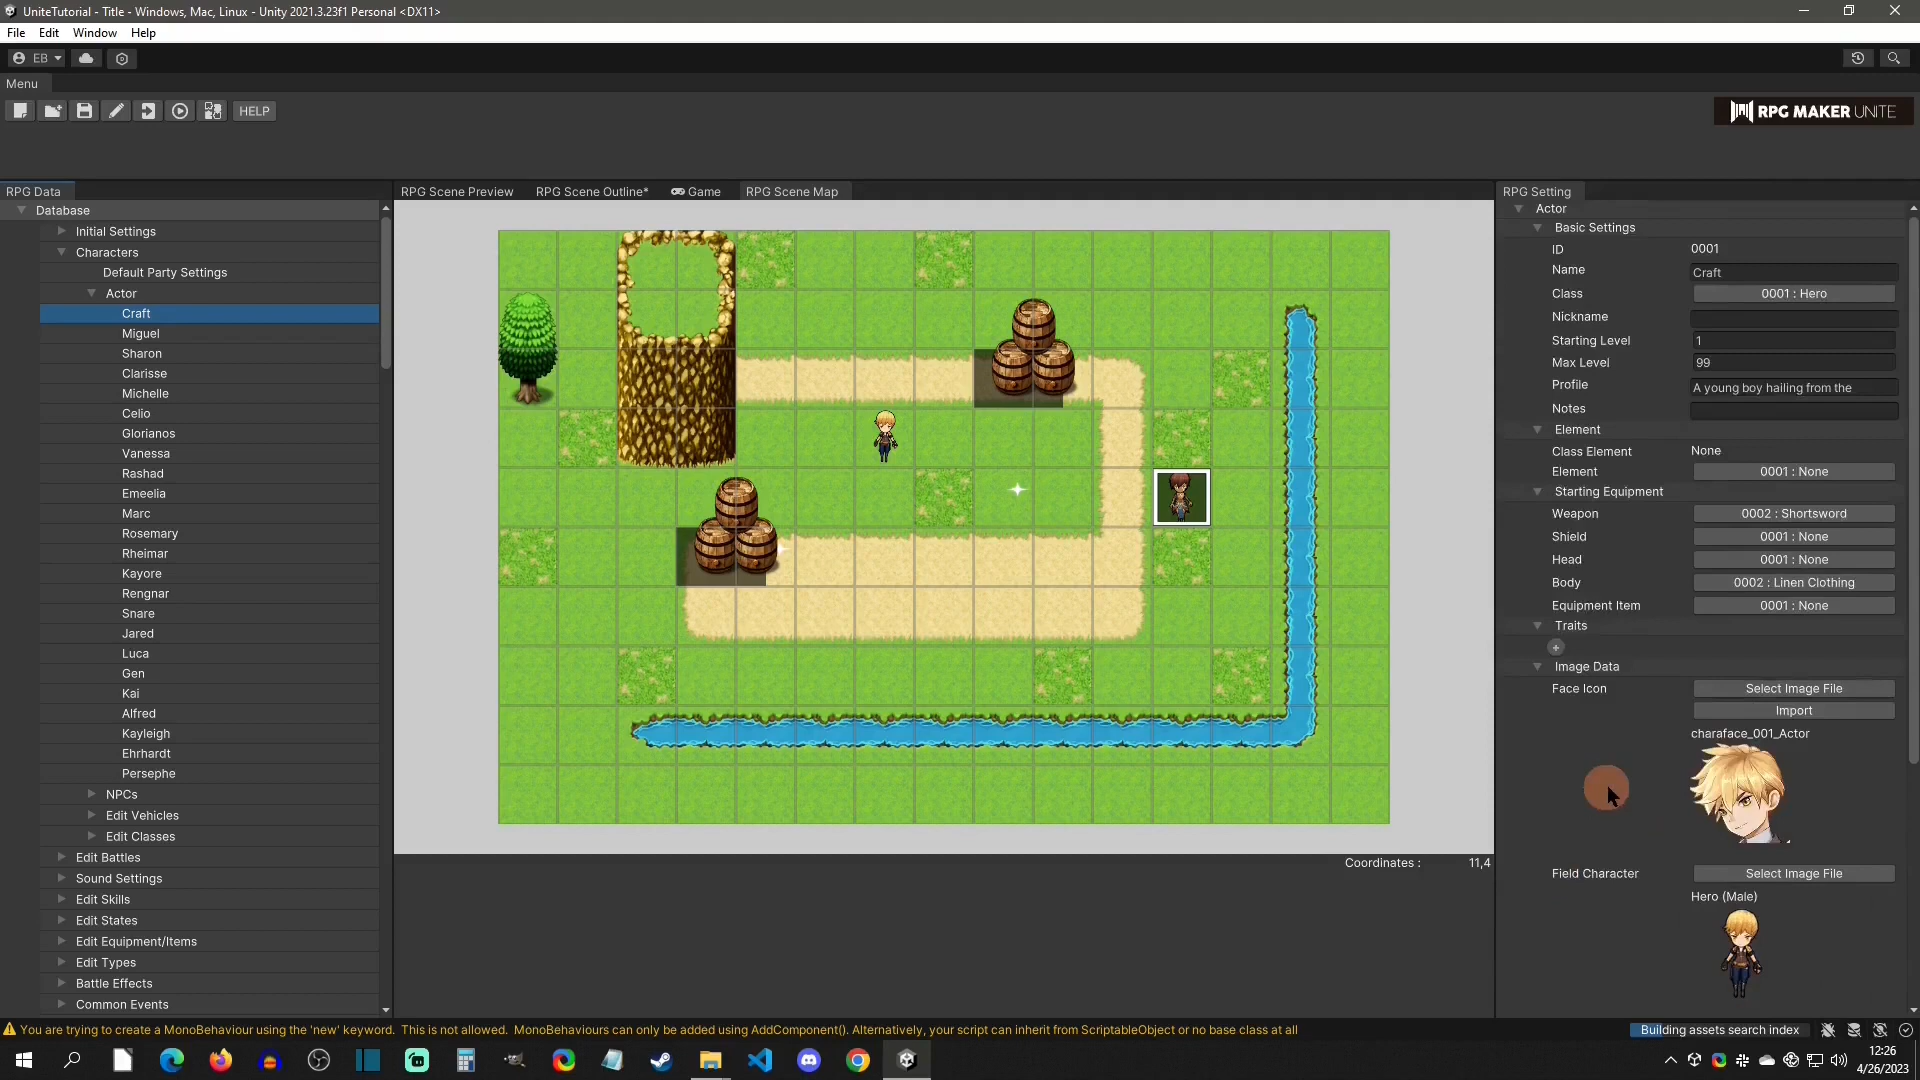 UniteTutorial - Title - Windows, Mac, Linux - Unity 2021.3.23f1 Personal <DX11>
File Edit Window Help
EB
Menu
HELP
RPG MAKER UNITE
RPG Data
RPG Scene Preview RPG Scene Outline* Game RPG Scene Map
RPG Setting
Database
Initial Settings
Characters
Default Party Settings
Actor
Craft
Miguel
Sharon
Clarisse
Michelle
Celio
Glorianos
Vanessa
Rashad
Emeelia
Marc
Rosemary
Rheimar
Kayore
Rengnar
Snare
Jared
Luca
Gen
Kai
Alfred
Kayleigh
Ehrhardt
Persephe
NPCs
Edit Vehicles
Edit Classes
Edit Battles
Sound Settings
Edit Skills
Edit States
Edit Equipment/Items
Edit Types
Battle Effects
Common Events
Coordinates : 11,4
Actor
Basic Settings
ID 0001
Name Craft
Class 0001 : Hero
Nickname
Starting Level 1
Max Level 99
Profile A young boy hailing from the
Notes
Element
Class Element None
Element 0001 : None
Starting Equipment
Weapon 0002 : Shortsword
Shield 0001 : None
Head 0001 : None
Body 0002 : Linen Clothing
Equipment Item 0001 : None
Traits
Image Data
Face Icon Select Image File
Import
charaface_001_Actor
Field Character Select Image File
Hero (Male)
You are trying to create a MonoBehaviour using the 'new' keyword. This is not allowed. MonoBehaviours can only be added using AddComponent(). Alternatively, your script can inherit from ScriptableObject or no base class at all
Building assets search index
12:26
4/26/2023